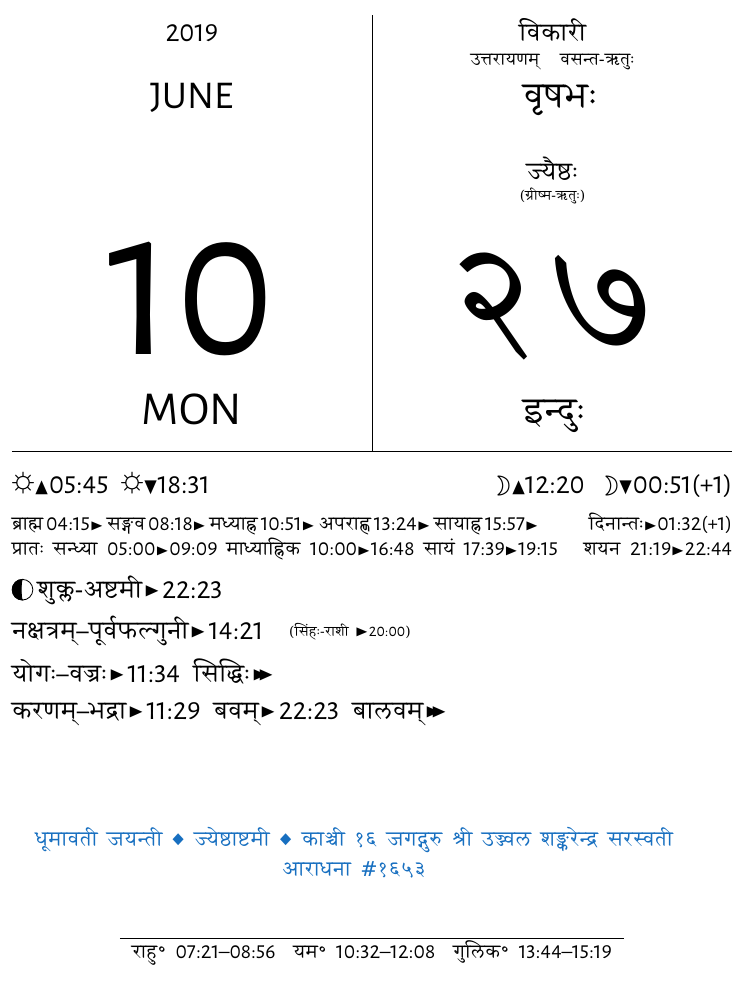 2019
JUNE
10
MON
विकारी
उत्तरायणम् वसन्त-ऋतुः
वृषभः
ज्यैष्ठः
(ग्रीष्म-ऋतुः)
२७
इन्दुः
☼▲05:45 ☼▼18:31 ☽▲12:20 ☽▼00:51(+1)
ब्राह्म 04:15► सङ्गव 08:18► मध्याह्न 10:51► अपराह्ण 13:24► सायाह्न 15:57► दिनान्तः►01:32(+1)
प्रातः सन्ध्या 05:00►09:09 माध्याह्निक 10:00►16:48 सायं 17:39►19:15 शयन 21:19►22:44
◐ शुक्ल-अष्टमी►22:23
नक्षत्रम्–पूर्वफल्गुनी►14:21 (सिंहः-राशी ►20:00)
योगः–वज्रः►11:34 सिद्धिः►►
करणम्–भद्रा►11:29 बवम्►22:23 बालवम्►►
धूमावती जयन्ती ◆ ज्येष्ठाष्टमी ◆ काञ्ची १६ जगद्गुरु श्री उज्ज्वल शङ्करेन्द्र सरस्वती
आराधना #१६५३
राहु° 07:21–08:56 यम° 10:32–12:08 गुलिक° 13:44–15:19